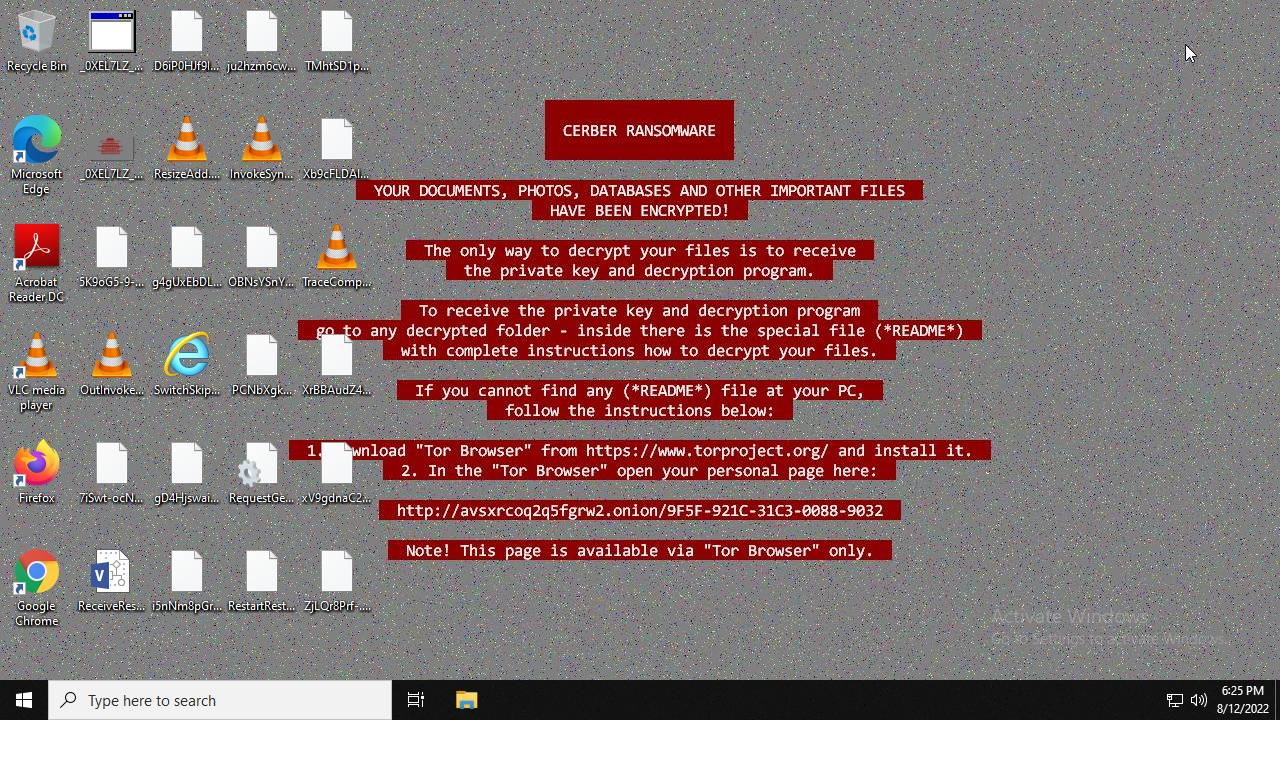 Recycle Bin
_0XEL7LZ_...
ju2hzm6cw...
TMhtSD1p...
Microsoft
Edge
_0XEL7LZ_...
ResizeAdd....
InvokeSyn...
Acrobat
Reader DC
5K9oG5-9-...
g4gUxEbDL...
OBNsYSnY...
TraceComp...
VLC media
player
OutInvoke...
SwitchSkip...
PCNbXgk...
XrBBAudZ4...
Firefox
7iSwt-ocN...
gD4Hjswai...
RequestGe...
xV9gdnaC2...
Google
Chrome
ReceiveRes...
i5nNm8pGr...
RestartRest...
ZjLQr8Prf-....
CERBER RANSOMWARE
YOUR DOCUMENTS, PHOTOS, DATABASES AND OTHER IMPORTANT FILES
HAVE BEEN ENCRYPTED!
The only way to decrypt your files is to receive
the private key and decryption program.
To receive the private key and decryption program
go to any decrypted folder - inside there is the special file (*README*)
with complete instructions how to decrypt your files.
If you cannot find any (*README*) file at your PC,
follow the instructions below:
1. Download "Tor Browser" from https://www.torproject.org/ and install it.
2. In the "Tor Browser" open your personal page here:
http://avsxrcoq2q5fgrw2.onion/9F5F-921C-31C3-0088-9032
Note! This page is available via "Tor Browser" only.
Activate Windows
Go to Settings to activate Windows.
Type here to search
6:25 PM
8/12/2022